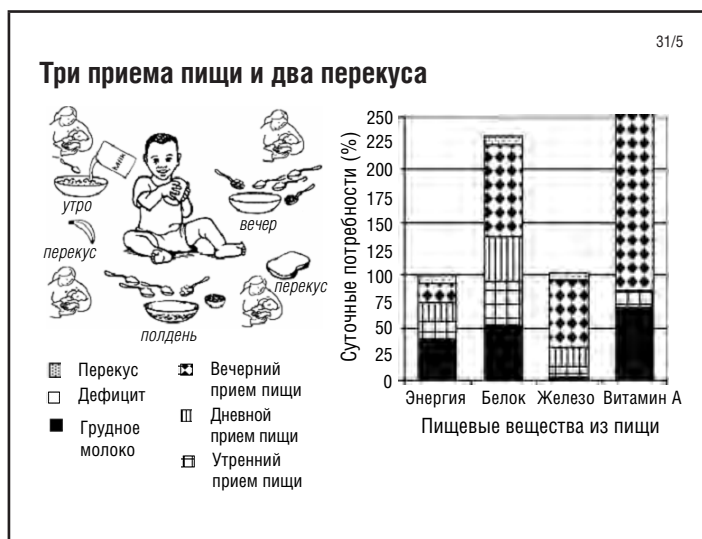 31/5
Три приема пищи и два перекуса
утро
вечер
перекус
перекус
полдень
Перекус
Дефицит
Грудное
молоко
Вечерний
прием пищи
Дневной
прием пищи
Утренний
прием пищи
Суточные потребности (%)
250
225
200
150
125
100
75
50
25
0
Энергия Белок Железо Витамин А
Пищевые вещества из пищи